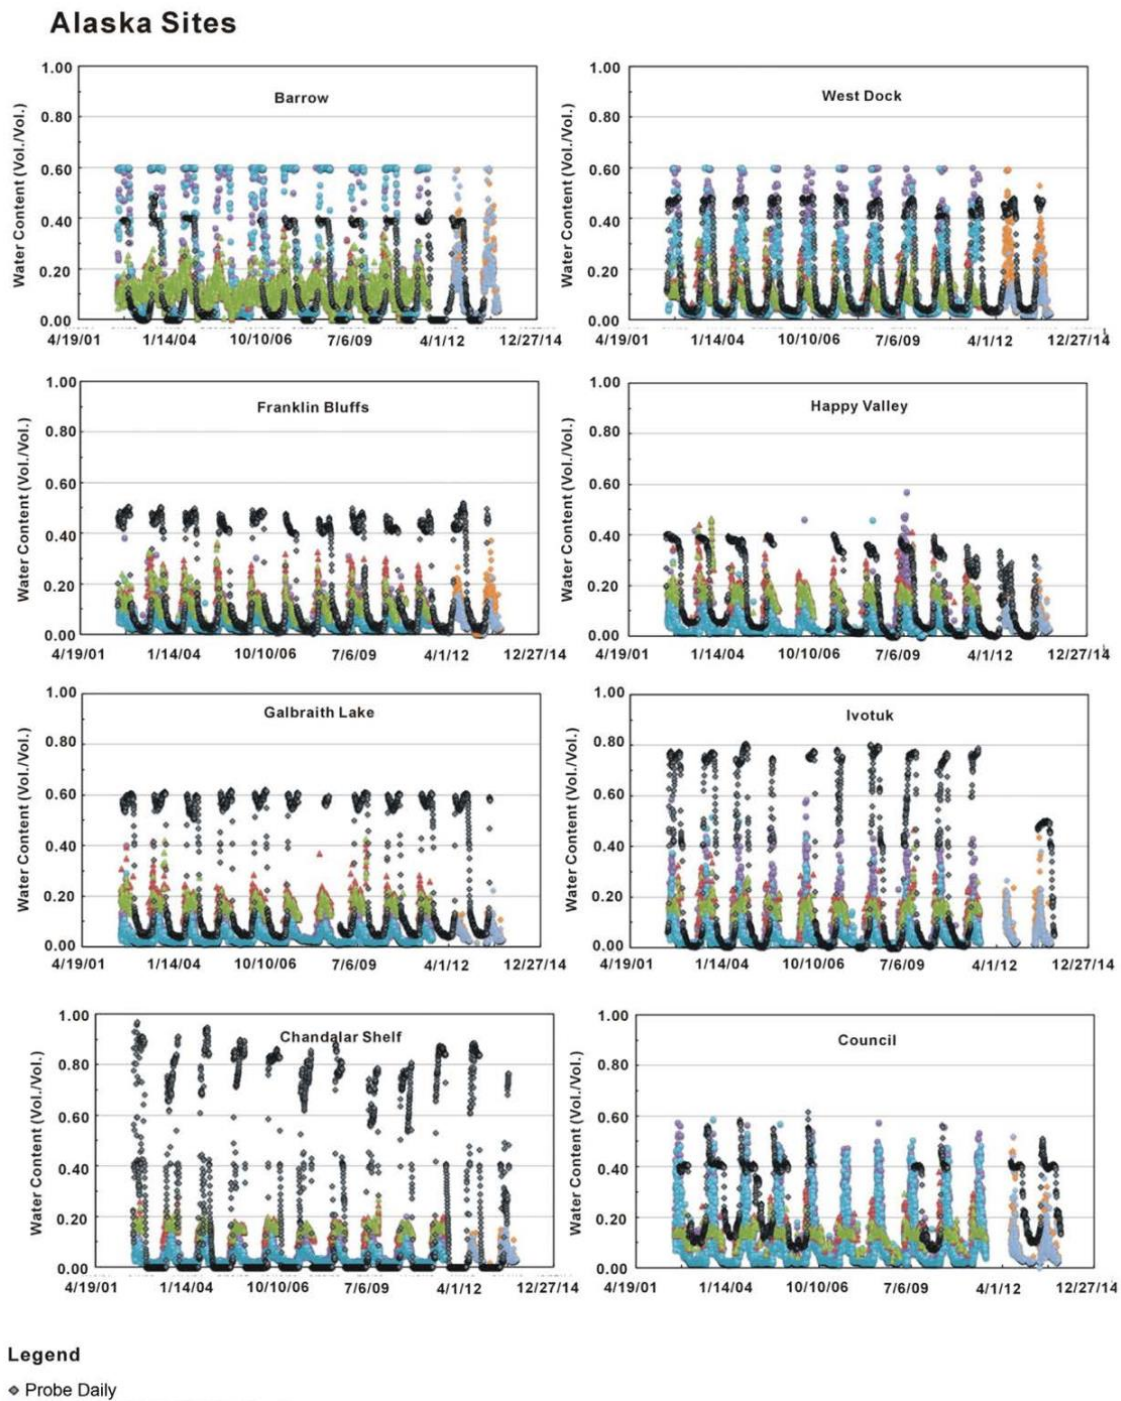 Alaska Sites
Barrow
Water Content (Vol./Vol.)
1.00
0.80
0.60
0.40
0.20
0.00
4/19/01 1/14/04 10/10/06 7/6/09 4/1/12 12/27/14
West Dock
Water Content (Vol./Vol.)
1.00
0.80
0.60
0.40
0.20
0.00
4/19/01 1/14/04 10/10/06 7/6/09 4/1/12 12/27/14
Franklin Bluffs
Water Content (Vol./Vol.)
1.00
0.80
0.60
0.40
0.20
0.00
4/19/01 1/14/04 10/10/06 7/6/09 4/1/12 12/27/14
Happy Valley
Water Content (Vol./Vol.)
1.00
0.80
0.60
0.40
0.20
0.00
4/19/01 1/14/04 10/10/06 7/6/09 4/1/12 12/27/14
Galbraith Lake
Water Content (Vol./Vol.)
1.00
0.80
0.60
0.40
0.20
0.00
4/19/01 1/14/04 10/10/06 7/6/09 4/1/12 12/27/14
Ivotuk
Water Content (Vol./Vol.)
1.00
0.80
0.60
0.40
0.20
0.00
4/19/01 1/14/04 10/10/06 7/6/09 4/1/12 12/27/14
Chandalar Shelf
Water Content (Vol./Vol.)
1.00
0.80
0.60
0.40
0.20
0.00
4/19/01 1/14/04 10/10/06 7/6/09 4/1/12 12/27/14
Council
Water Content (Vol./Vol.)
1.00
0.80
0.60
0.40
0.20
0.00
4/19/01 1/14/04 10/10/06 7/6/09 4/1/12 12/27/14
Legend
Probe Daily